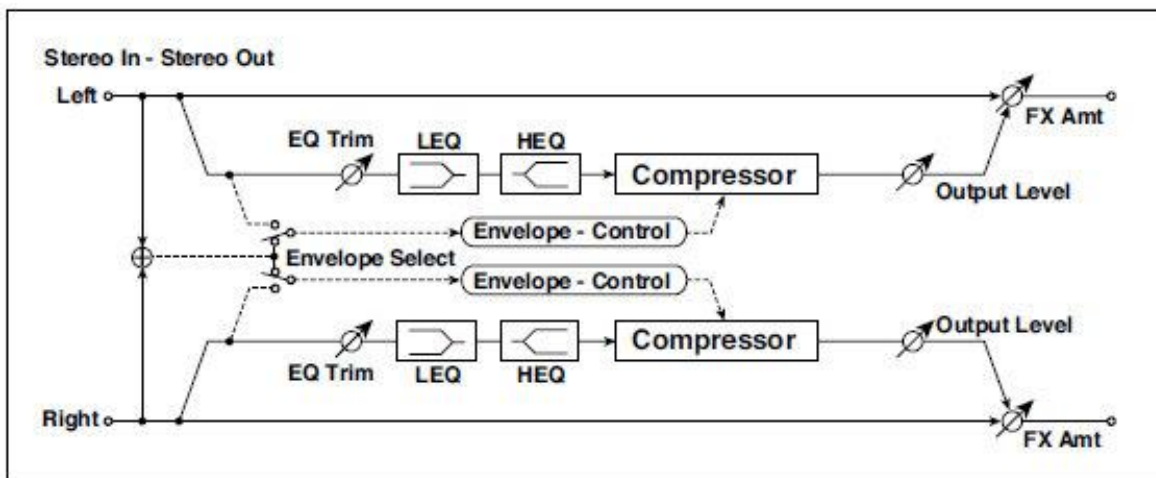 Stereo In - Stereo Out
Left
FX Amt
EQ Trim
LEQ
HEQ
Compressor
Output Level
Envelope - Control
Envelope Select
Envelope - Control
Output Level
Compressor
EQ Trim
LEQ
HEQ
Right
FX Amt